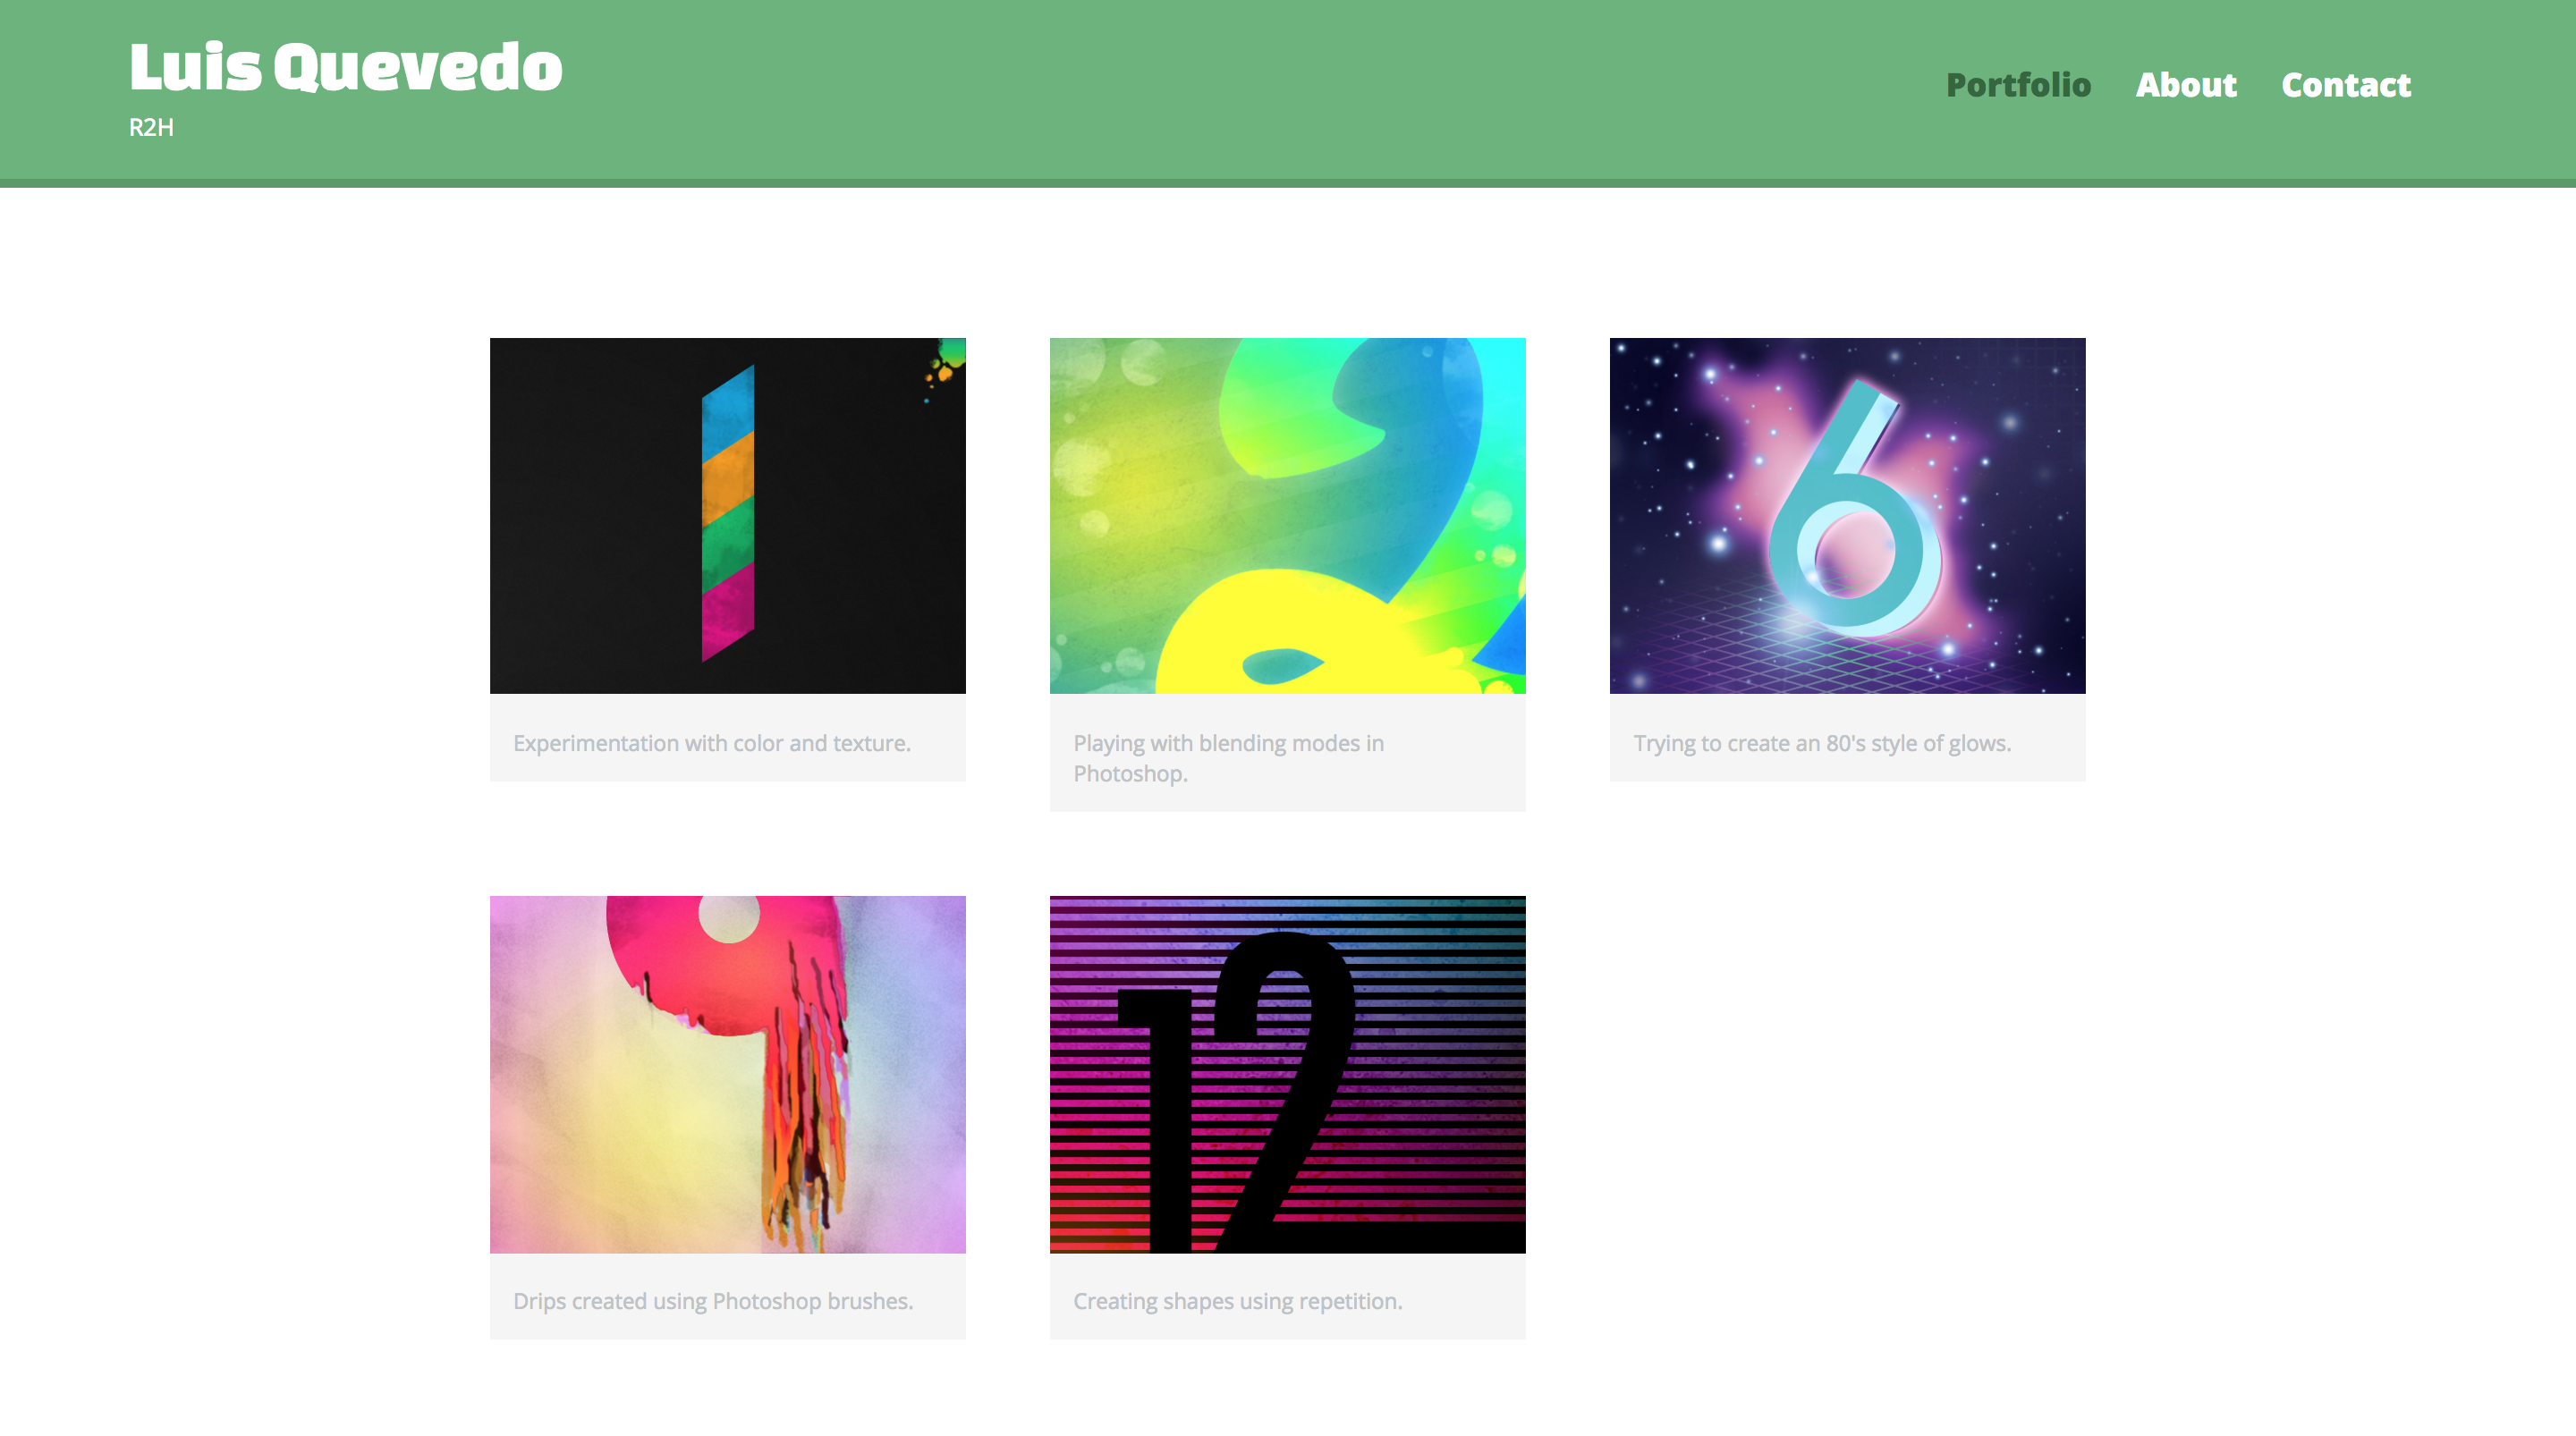 Luis Quevedo
R2H
Portfolio About Contact
1
2
6
Experimentation with color and texture.
Playing with blending modes in
Photoshop.
Trying to create an 80's style of glows.
9
12
Drips created using Photoshop brushes.
Creating shapes using repetition.